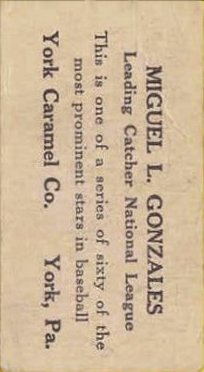 MIGUEL L. GONZALES
Leading Catcher National League
This is one of a series of sixty of the
most prominent stars in baseball
York Caramel Co. York, Pa.